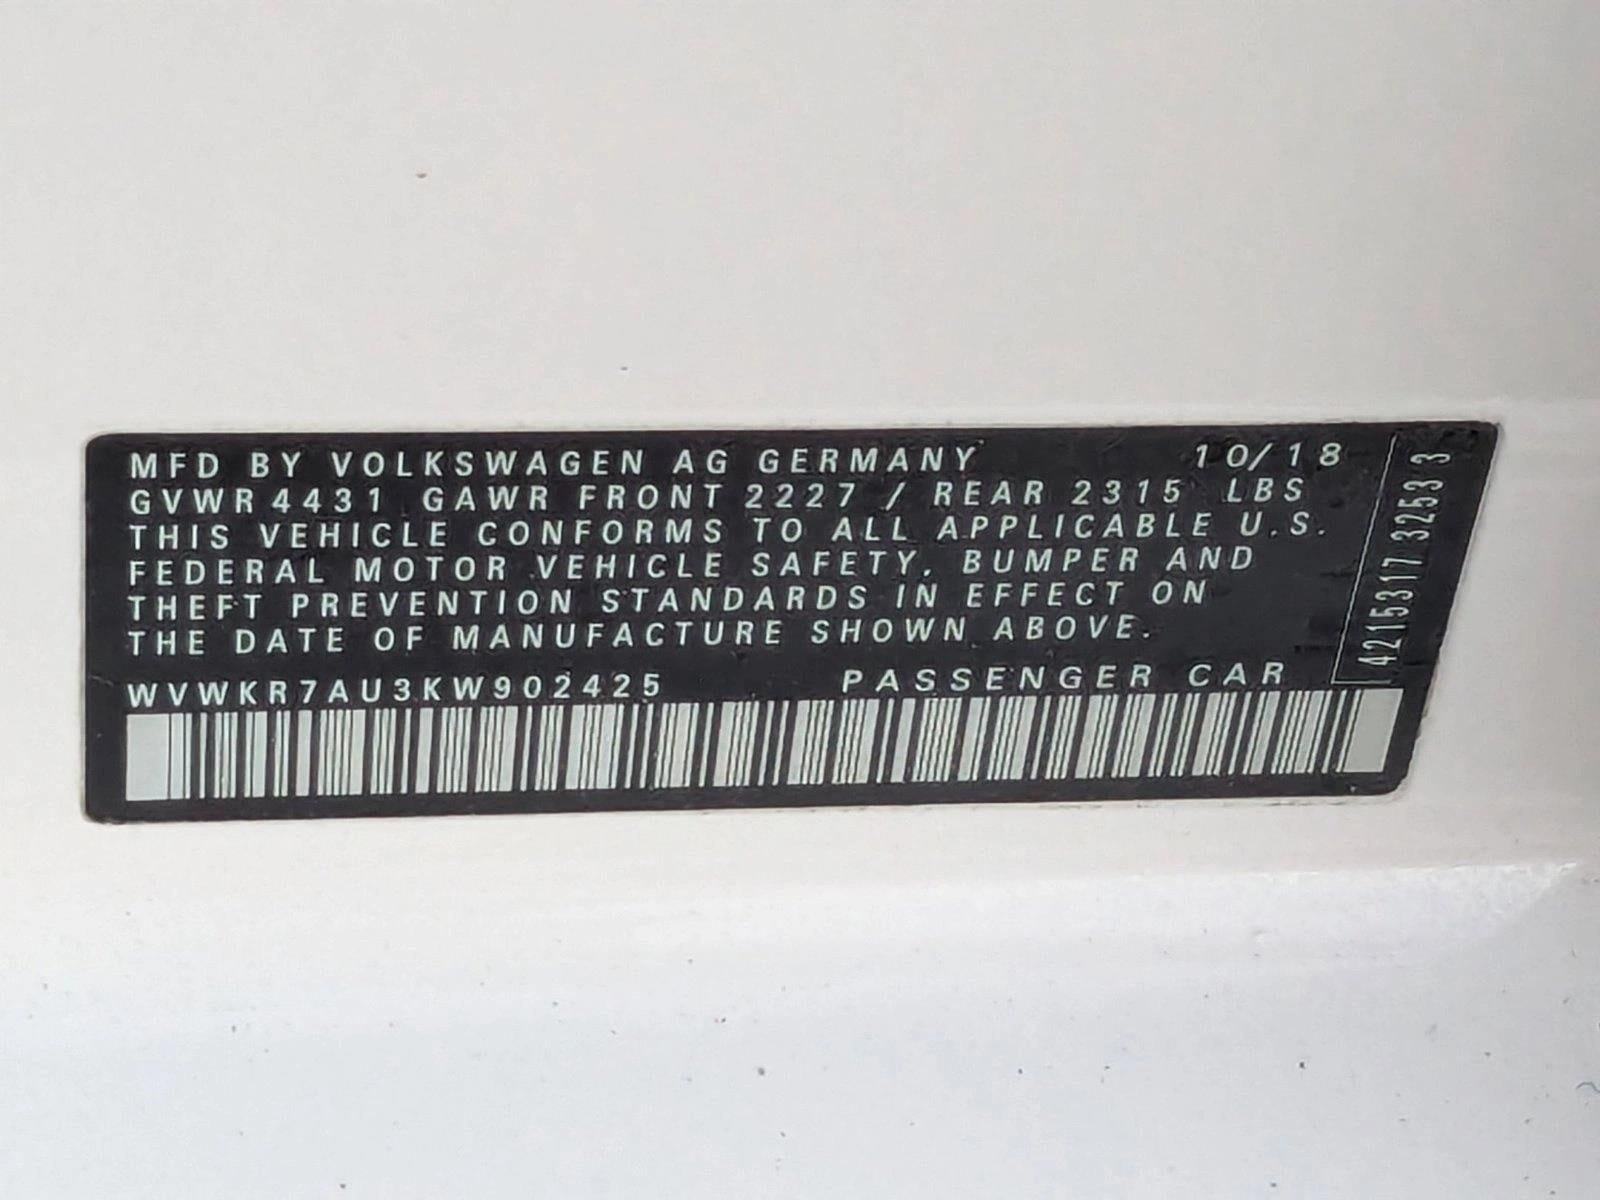 MFD BY VOLKSWAGEN AG GERMANY 10/18
GVWR 4431 GAWR FRONT 2227 / REAR 2315 LBS
THIS VEHICLE CONFORMS TO ALL APPLICABLE U.S.
FEDERAL MOTOR VEHICLE SAFETY, BUMPER AND
THEFT PREVENTION STANDARDS IN EFFECT ON
THE DATE OF MANUFACTURE SHOWN ABOVE.
WVWKR7AU3KW902425 PASSENGER CAR
4215317 3253 3